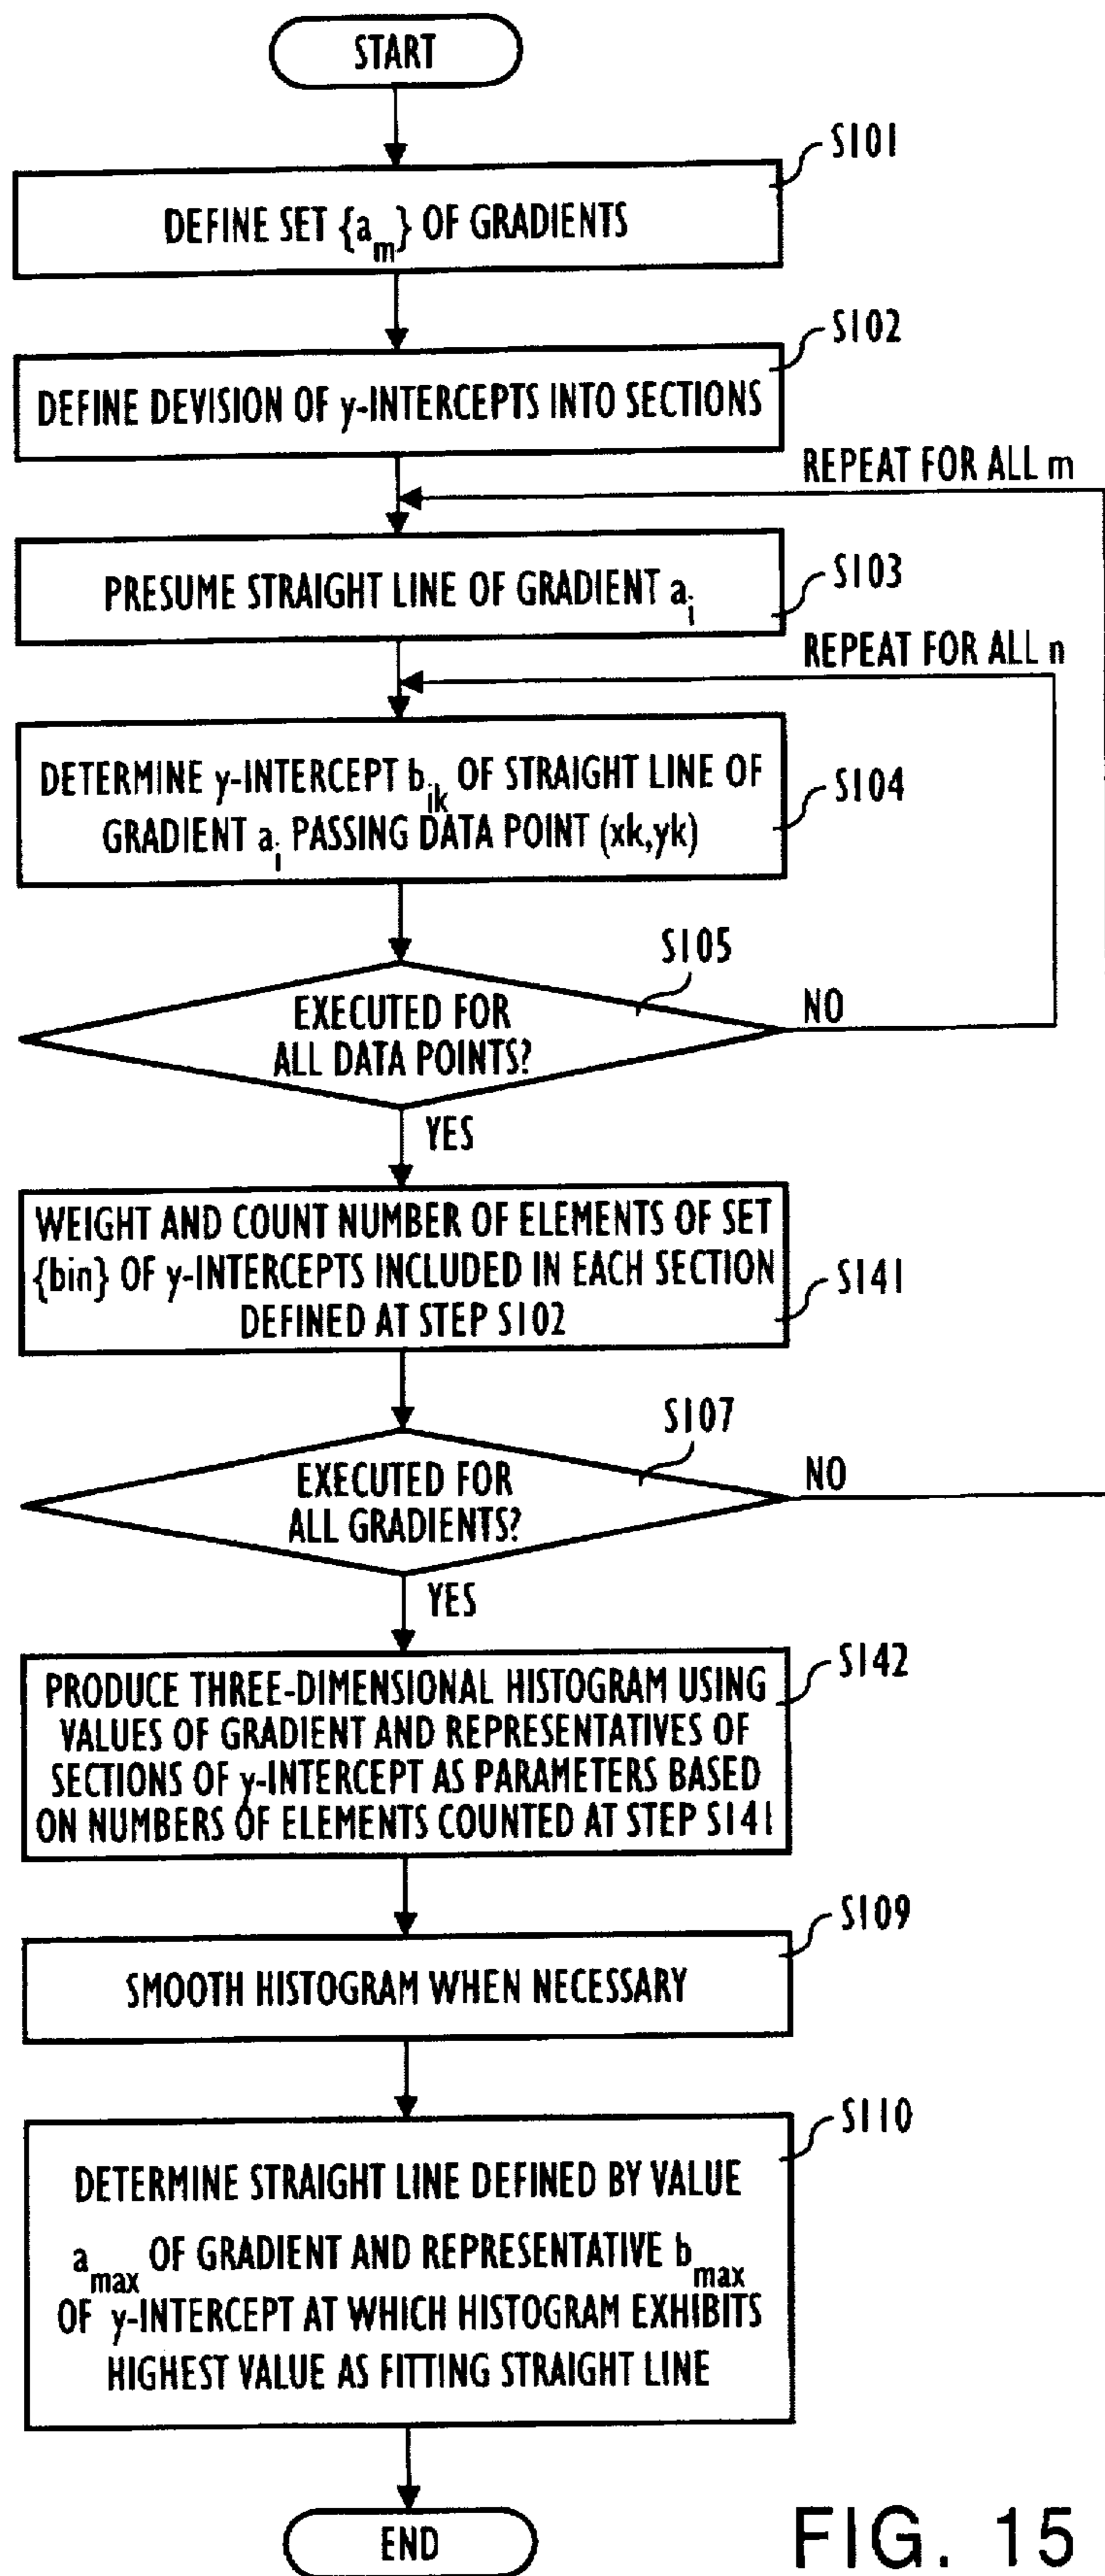 START
S101
DEFINE SET {a_m} OF GRADIENTS
S102
DEFINE DEVISION OF y-INTERCEPTS INTO SECTIONS
REPEAT FOR ALL m
PRESUME STRAIGHT LINE OF GRADIENT a_i
S103
REPEAT FOR ALL n
DETERMINE y-INTERCEPT b_ik OF STRAIGHT LINE OF
GRADIENT a_i PASSING DATA POINT (xk,yk)
S104
S105
EXECUTED FOR
ALL DATA POINTS?
NO
YES
WEIGHT AND COUNT NUMBER OF ELEMENTS OF SET
{bin} OF y-INTERCEPTS INCLUDED IN EACH SECTION
DEFINED AT STEP S102
S141
S107
EXECUTED FOR
ALL GRADIENTS?
NO
YES
S142
PRODUCE THREE-DIMENSIONAL HISTOGRAM USING
VALUES OF GRADIENT AND REPRESENTATIVES OF
SECTIONS OF y-INTERCEPT AS PARAMETERS BASED
ON NUMBERS OF ELEMENTS COUNTED AT STEP S141
S109
SMOOTH HISTOGRAM WHEN NECESSARY
S110
DETERMINE STRAIGHT LINE DEFINED BY VALUE
a_max OF GRADIENT AND REPRESENTATIVE b_max
OF y-INTERCEPT AT WHICH HISTOGRAM EXHIBITS
HIGHEST VALUE AS FITTING STRAIGHT LINE
END
FIG. 15